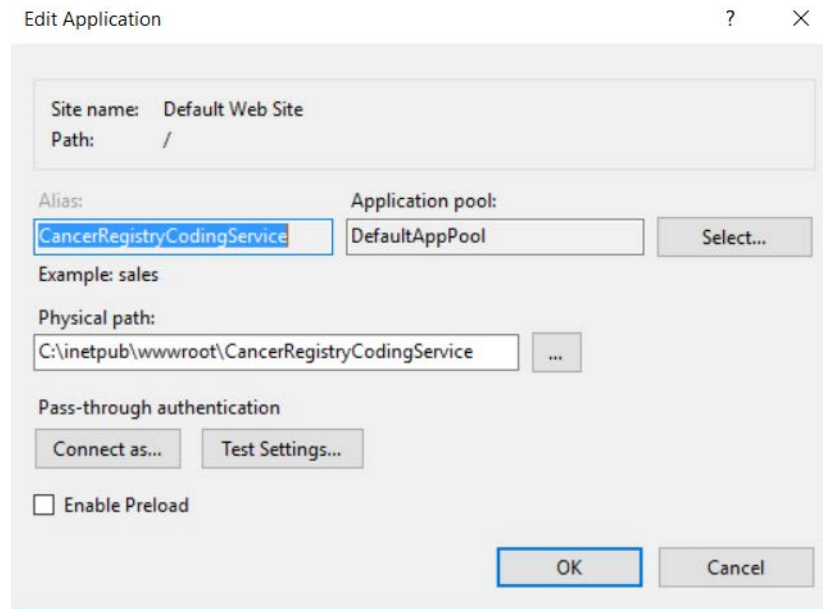 Edit Application ? X
Site name: Default Web Site
Path: /
Alias: Application pool:
CancerRegistryCodingService DefaultAppPool Select...
Example: sales
Physical path:
C:\inetpub\wwwroot\CancerRegistryCodingService ...
Pass-through authentication
Connect as... Test Settings...
Enable Preload
OK Cancel